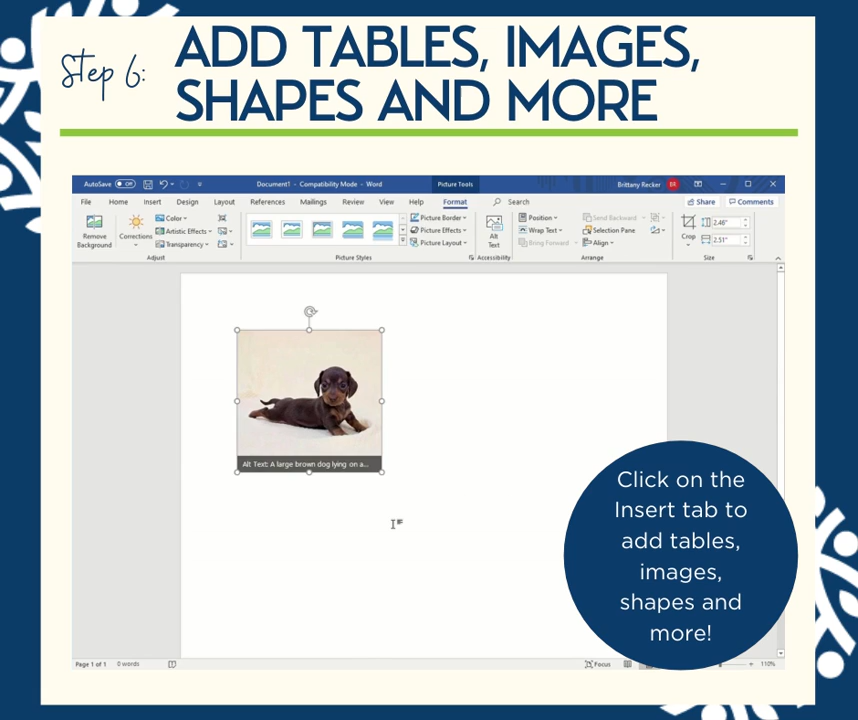 Step 6:
ADD TABLES, IMAGES,
SHAPES AND MORE
AutoSave Off
Document1 - Compatibility Mode - Word
Picture Tools
Brittany Recker BR
File Home Insert Design Layout References Mailings Review View Help Format Search Share Comments
Remove
Background
Corrections
Color
Artistic Effects
Transparency
Adjust
Picture Styles
Picture Border
Picture Effects
Picture Layout
Alt
Text
Accessibility
Position
Wrap Text
Bring Forward
Send Backward
Selection Pane
Align
Arrange
Crop
2.46"
2.51"
Size
Alt Text: A large brown dog lying on a...
Click on the
Insert tab to
add tables,
images,
shapes and
more!
Page 1 of 1 0 words
Focus
110%